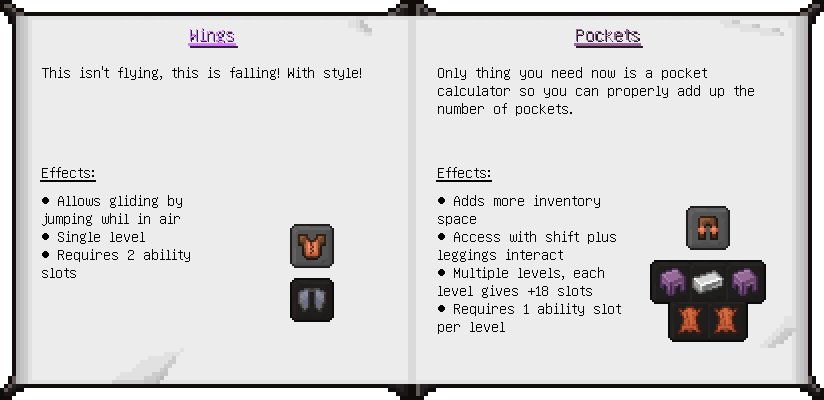 Wings
This isn't flying, this is falling! With style!
Effects:
• Allows gliding by
jumping whil in air
• Single level
• Requires 2 ability
slots
Pockets
Only thing you need now is a pocket
calculator so you can properly add up the
number of pockets.
Effects:
• Adds more inventory
space
• Access with shift plus
leggings interact
• Multiple levels, each
level gives +18 slots
• Requires 1 ability slot
per level